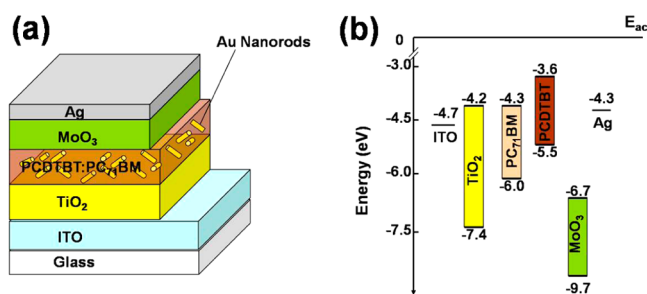 (a)
Au Nanorods
Ag
MoO3
PCDTBT:PC71BM
TiO2
ITO
Glass
(b)
Eac
0
-3.0
-4.5
-6.0
-7.5
Energy (eV)
-4.7
ITO
-4.2
TiO2
-7.4
-4.3
PC71BM
-6.0
-3.6
PCDTBT
-5.5
-4.3
Ag
-6.7
MoO3
-9.7